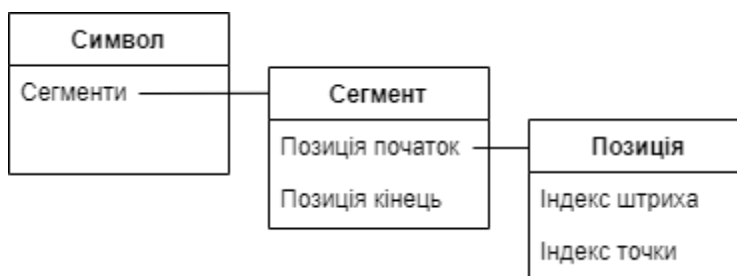 Символ
Сегменти
Сегмент
Позиція початок
Позиція кінець
Позиція
Індекс штриха
Індекс точки